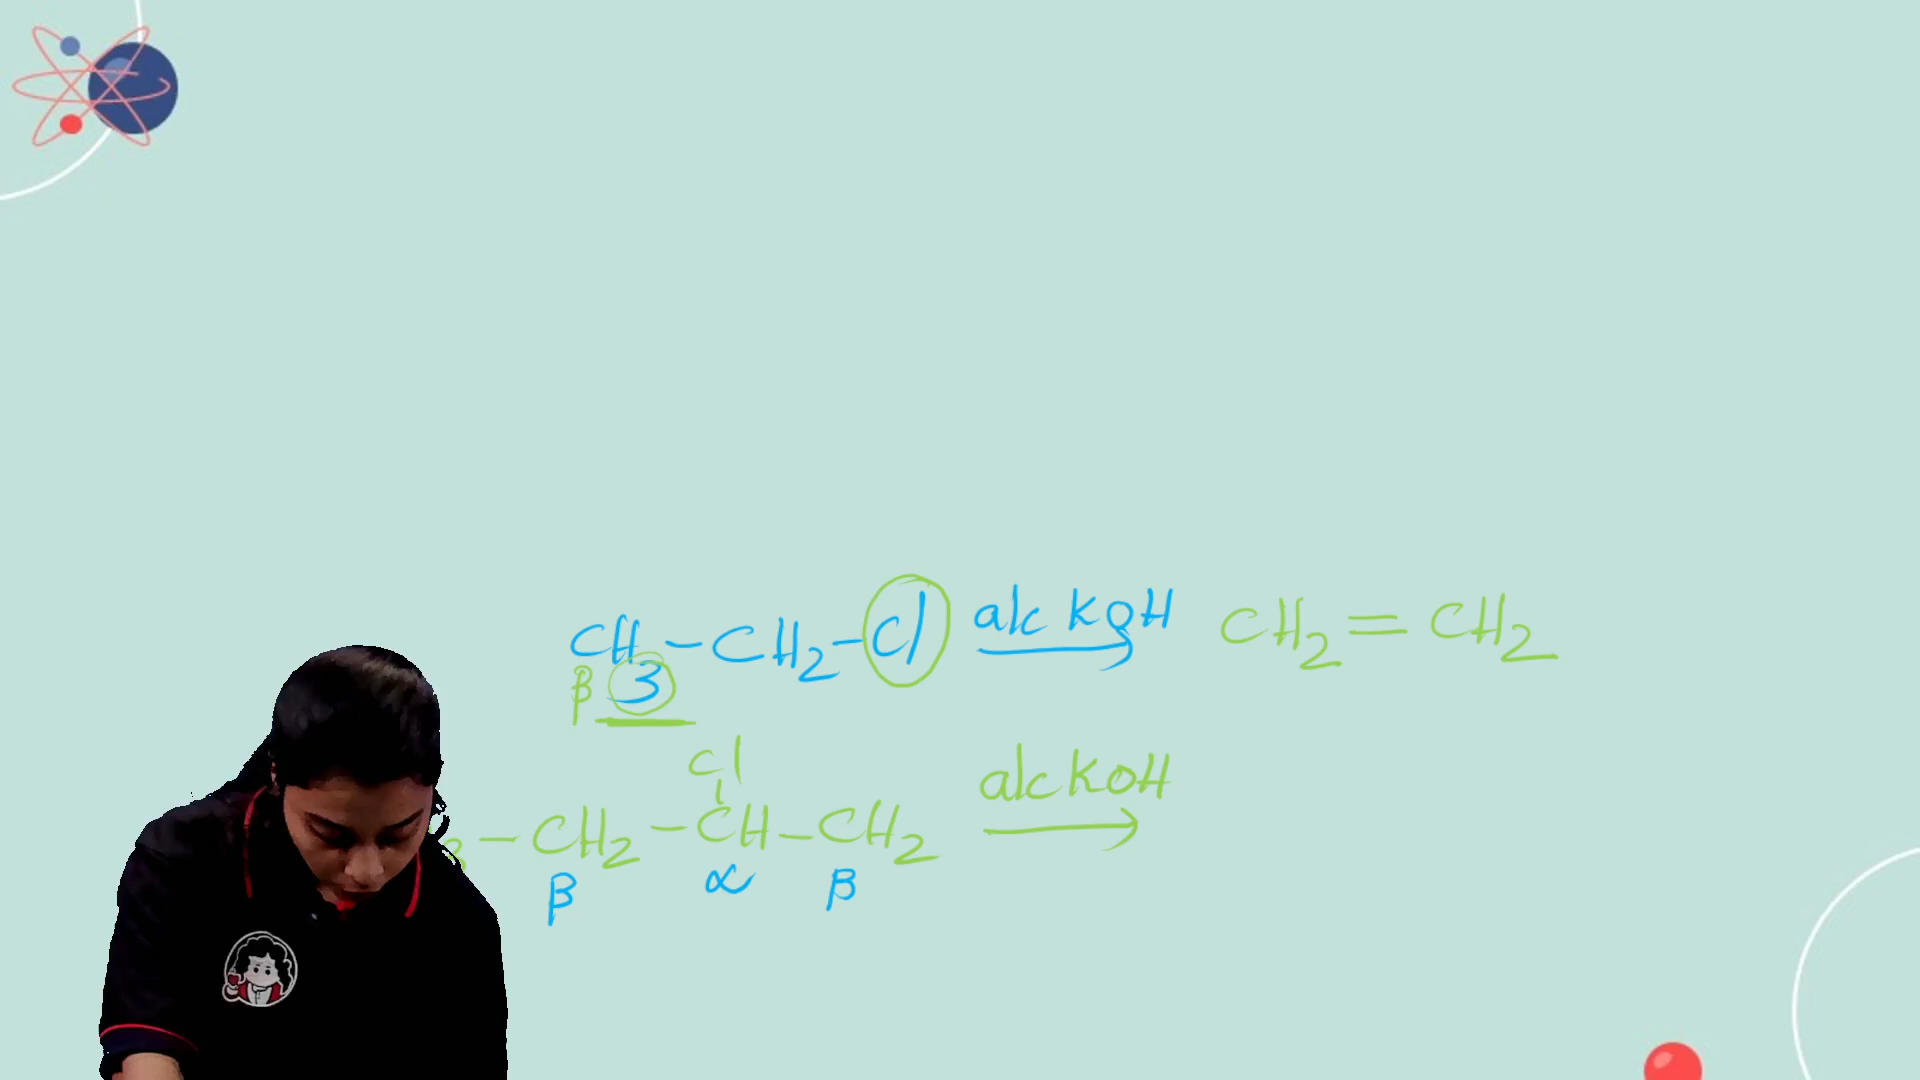 CH3-CH2-Cl alc KOH CH2=CH2
β
Cl
3-CH2-CH-CH2 alc KOH
β α β